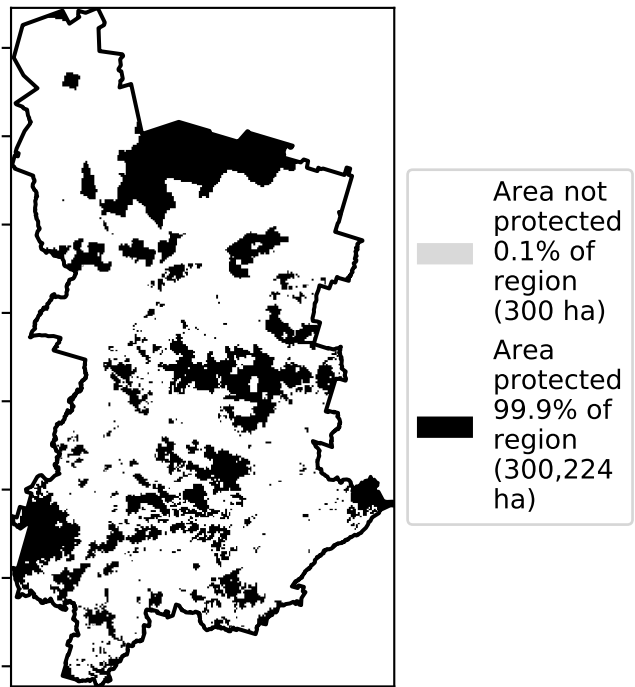 Area not
protected
0.1% of
region
(300 ha)
Area
protected
99.9% of
region
(300,224
ha)